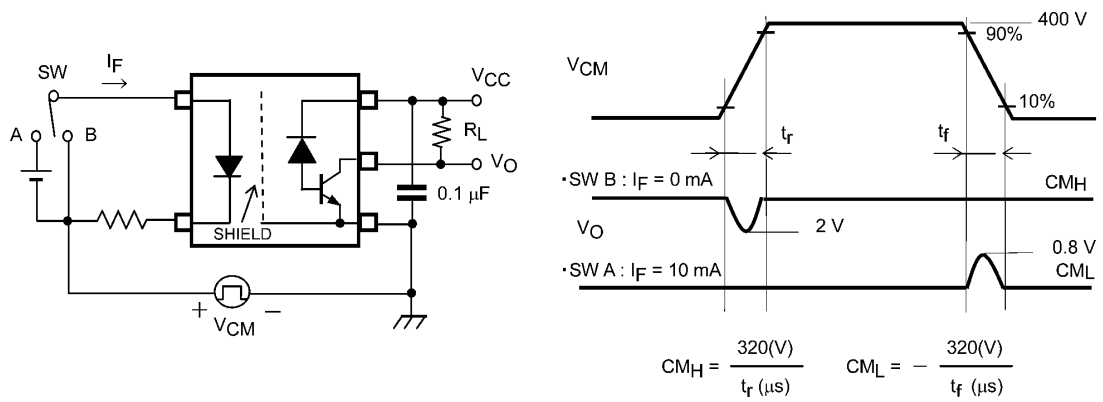 SW
I_F
A
B
SHIELD
V_CC
R_L
V_O
0.1 μF
+ −
V_CM
V_CM
400 V
90%
10%
t_r
t_f
·SW B : I_F = 0 mA
CM_H
V_O
2 V
0.8 V
·SW A : I_F = 10 mA
CM_L
CM_H = 320(V) / t_r (μs)
CM_L = − 320(V) / t_f (μs)